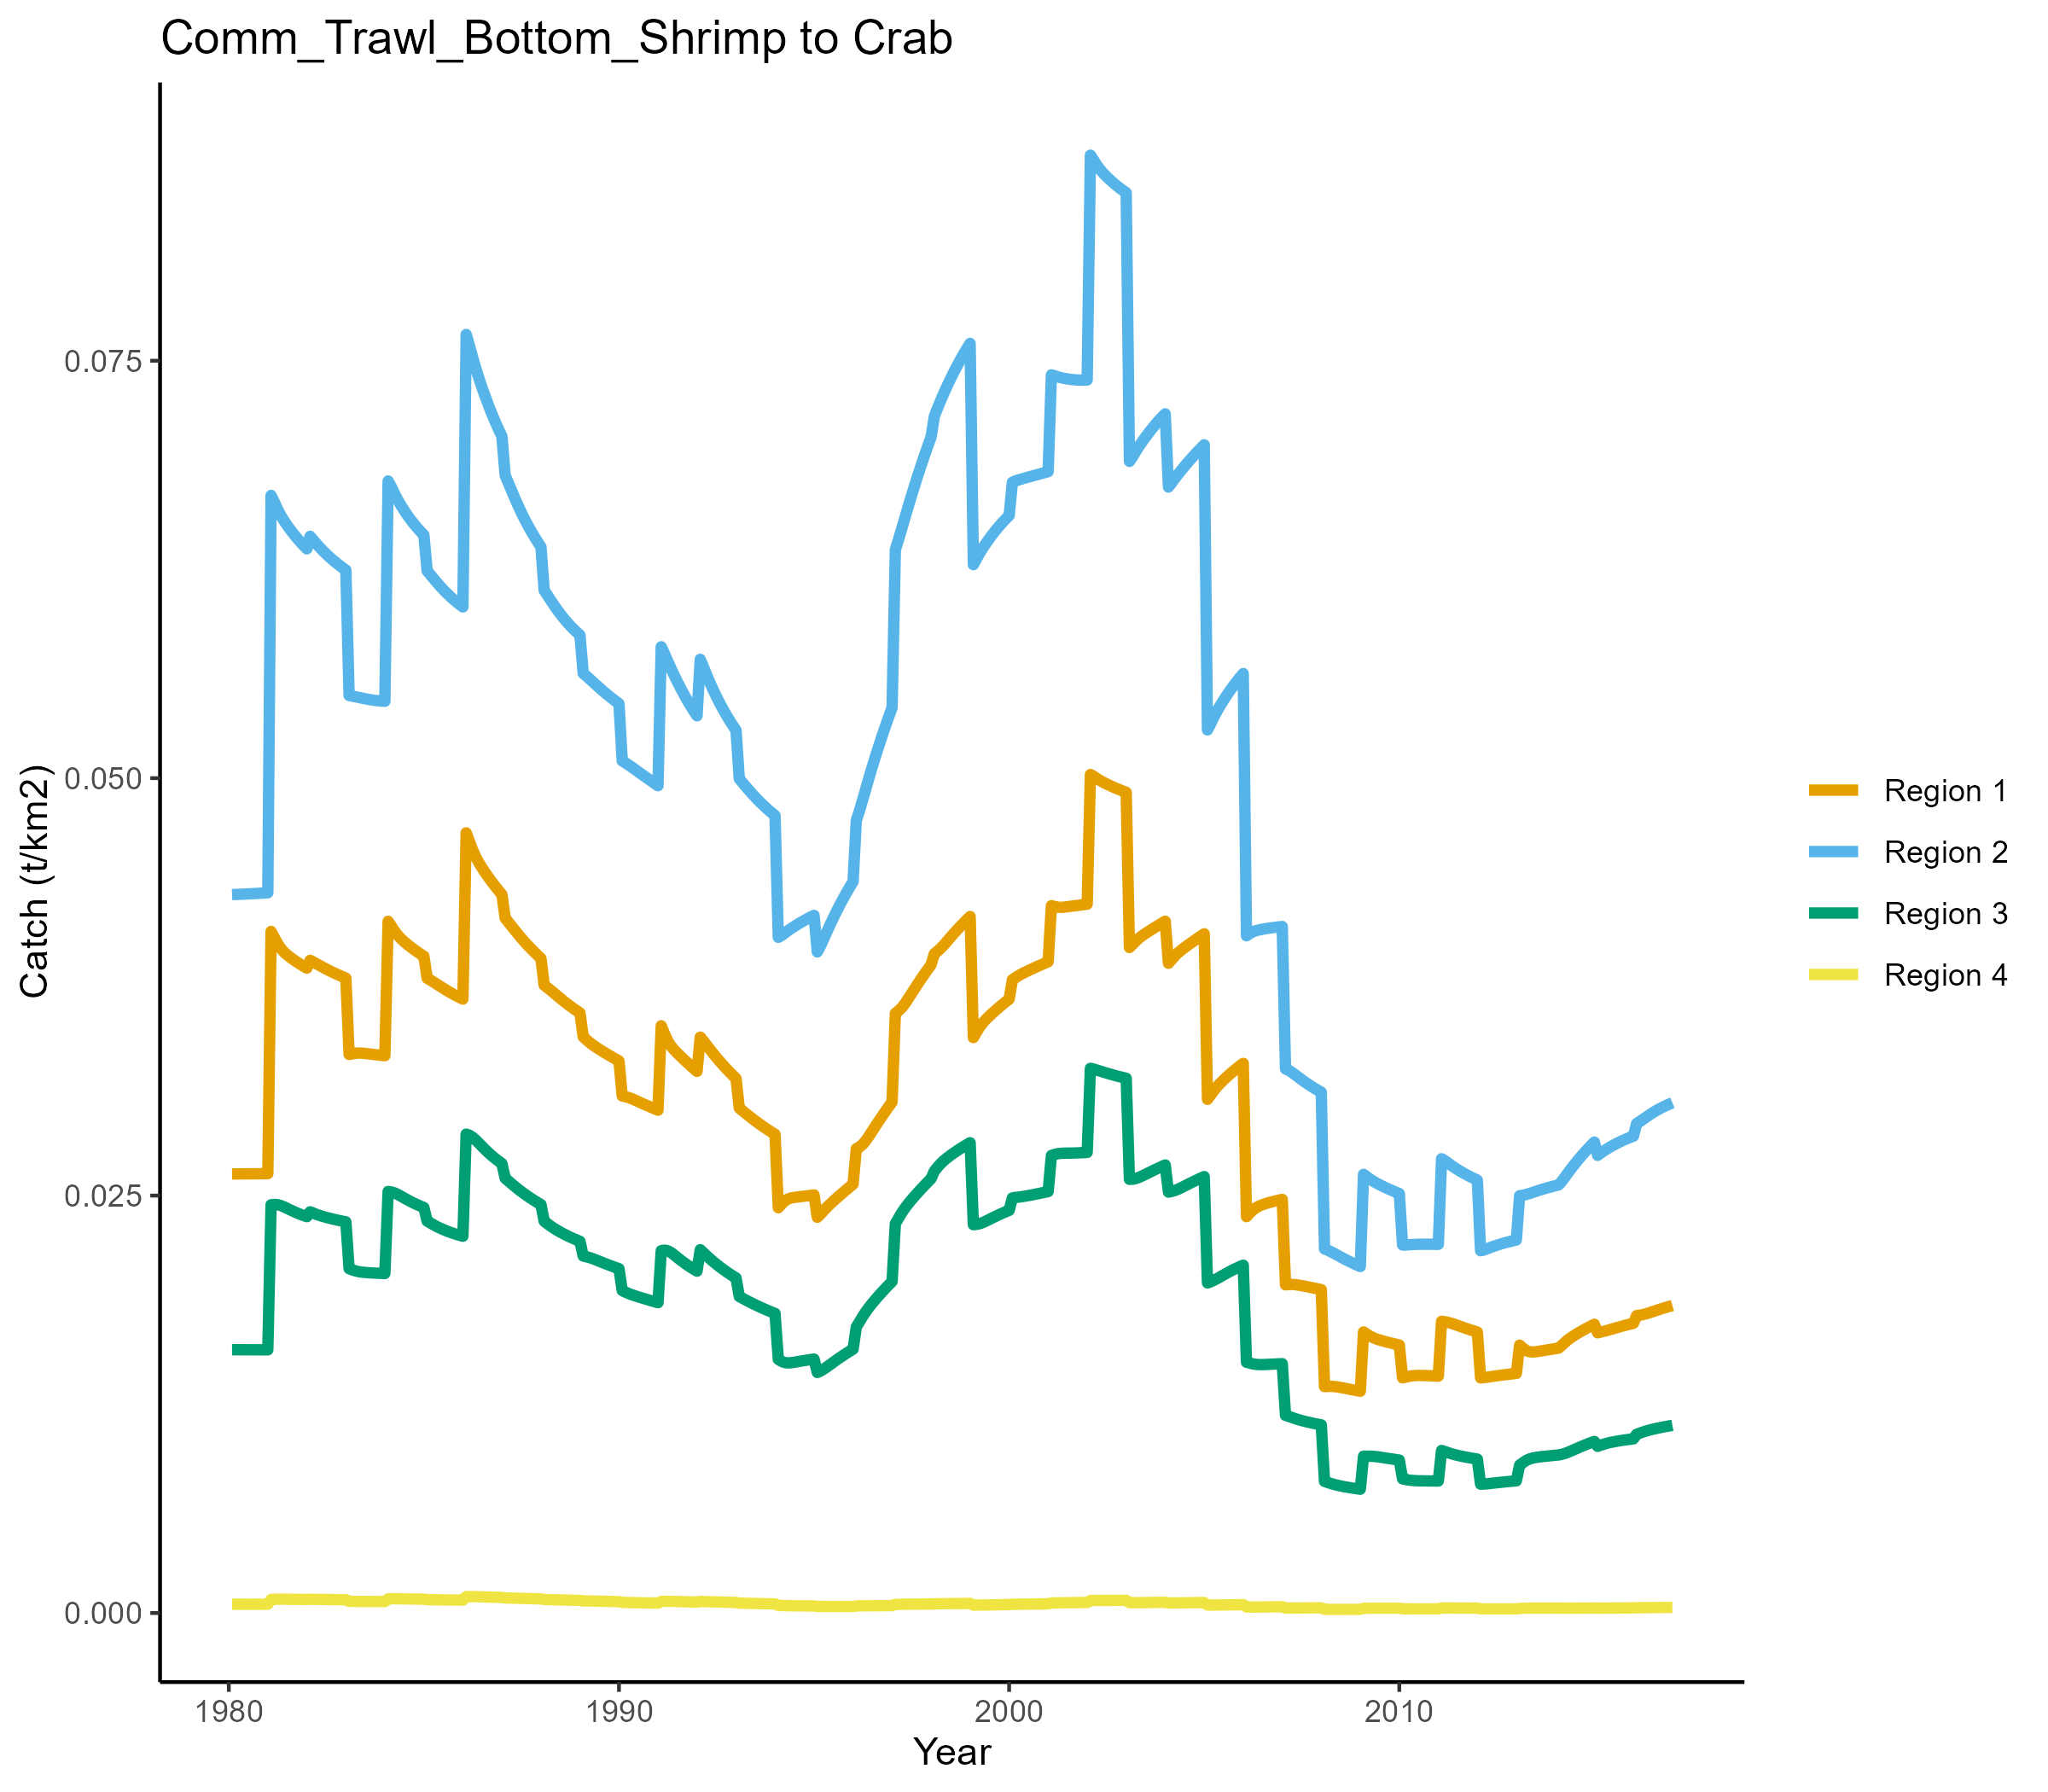 Comm_Trawl_Bottom_Shrimp to Crab
Catch (t/km2)
0.075
0.050
0.025
0.000
1980
1990
2000
2010
Year
Region 1
Region 2
Region 3
Region 4